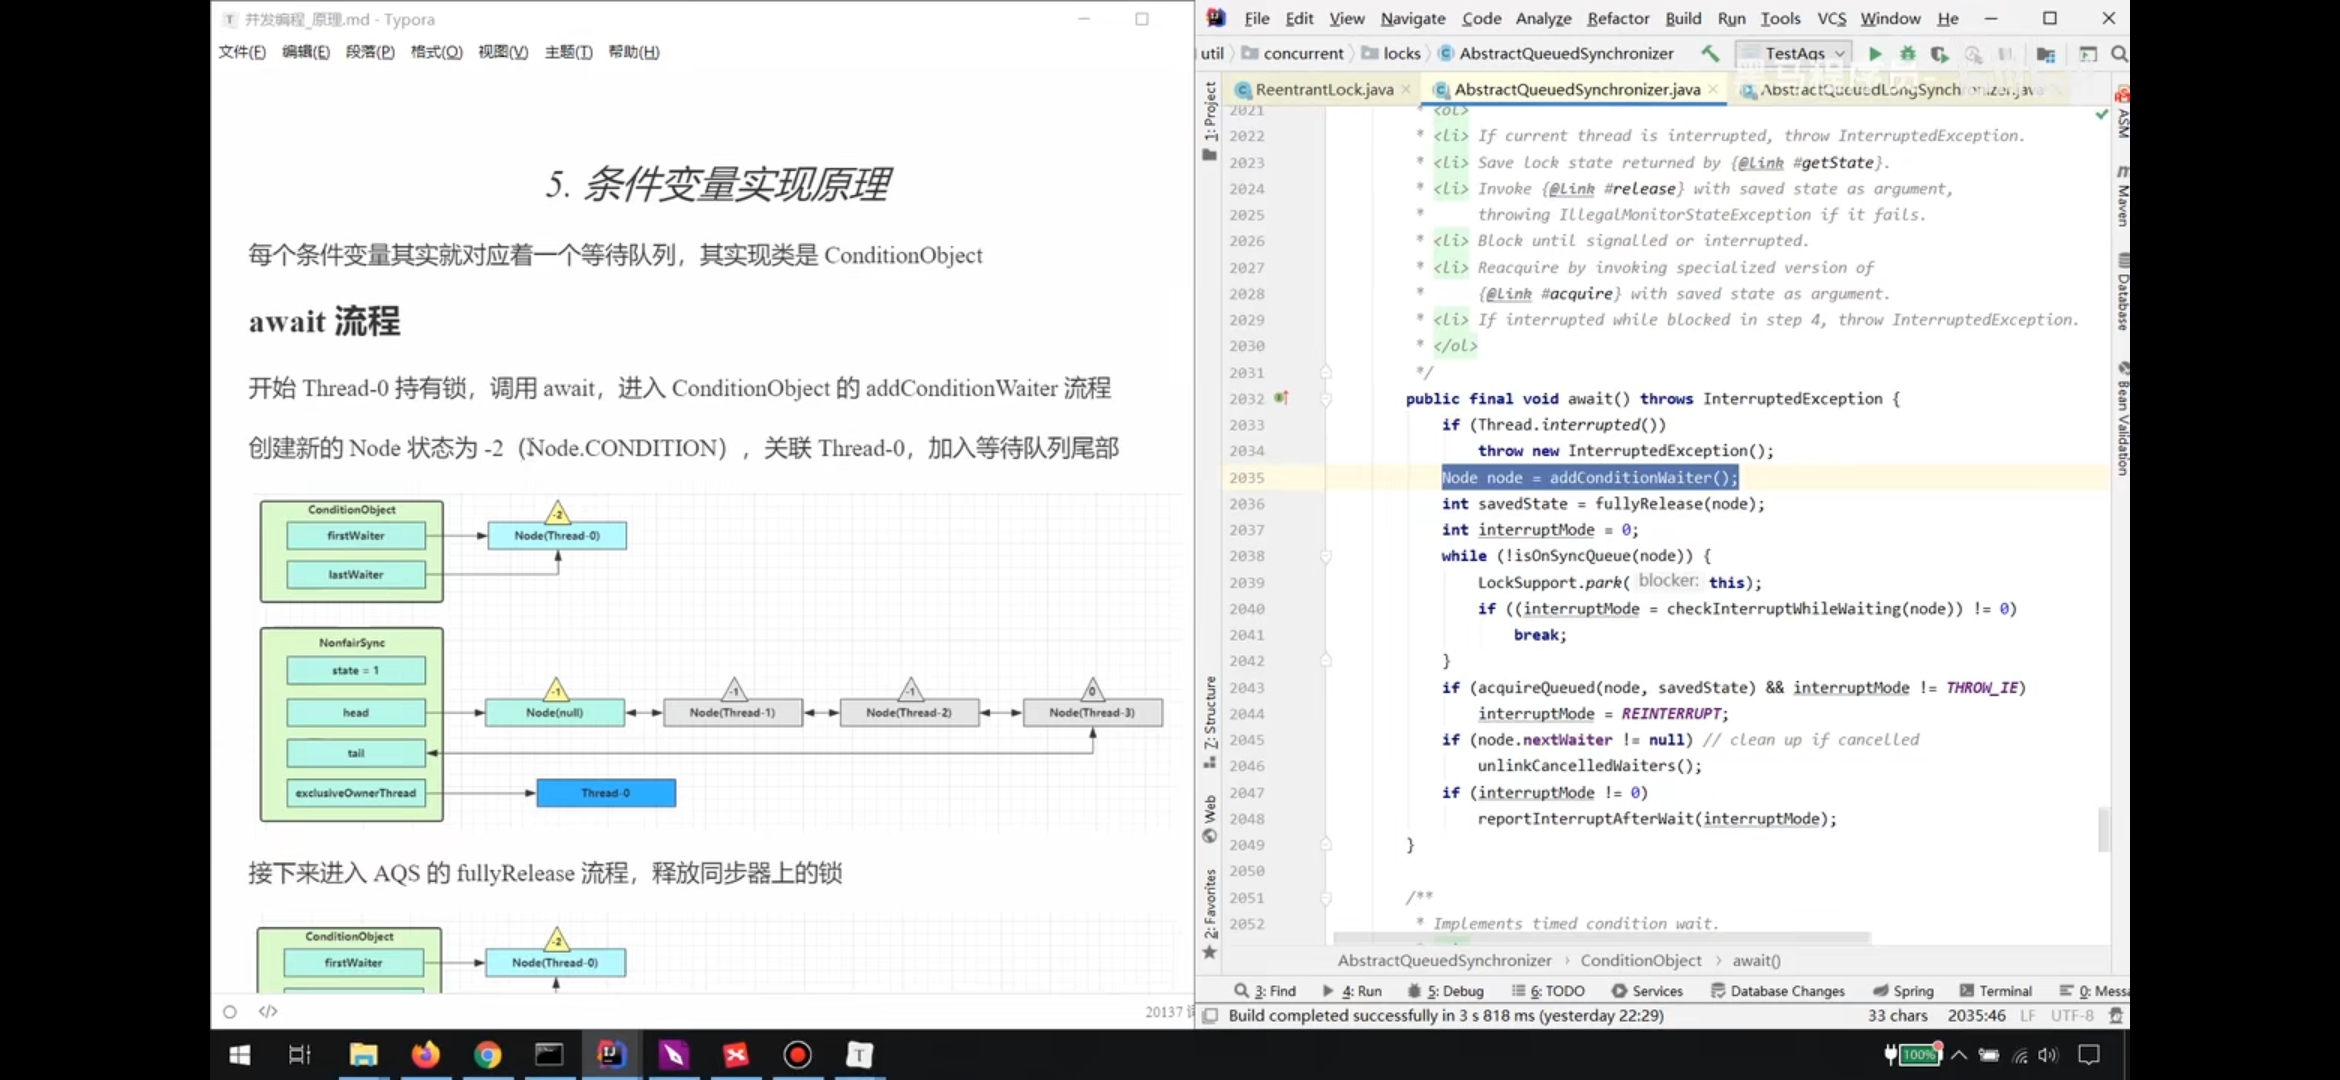 并发编程_原理.md - Typora
文件(F) 编辑(E) 段落(P) 格式(O) 视图(V) 主题(T) 帮助(H)
5. 条件变量实现原理
每个条件变量其实就对应着一个等待队列，其实现类是 ConditionObject
await 流程
开始 Thread-0 持有锁，调用 await，进入 ConditionObject 的 addConditionWaiter 流程
创建新的 Node 状态为 -2（Node.CONDITION），关联 Thread-0，加入等待队列尾部
ConditionObject
-2
firstWaiter
Node(Thread-0)
lastWaiter
NonfairSync
state = 1
-1 -1 -1 0
head
Node(null) Node(Thread-1) Node(Thread-2) Node(Thread-3)
tail
exclusiveOwnerThread
Thread-0
接下来进入 AQS 的 fullyRelease 流程，释放同步器上的锁
ConditionObject
-2
firstWaiter
Node(Thread-0)
20137
File Edit View Navigate Code Analyze Refactor Build Run Tools VCS Window He
util concurrent locks AbstractQueuedSynchronizer TestAqs
ReentrantLock.java AbstractQueuedSynchronizer.java AbstractQueuedLongSynchronizer.java
1: Project
7: Structure
Web
2: Favorites
2021 * <ol>
2022 * <li> If current thread is interrupted, throw InterruptedException.
2023 * <li> Save lock state returned by {@link #getState}.
2024 * <li> Invoke {@link #release} with saved state as argument,
2025 * throwing IllegalMonitorStateException if it fails.
2026 * <li> Block until signalled or interrupted.
2027 * <li> Reacquire by invoking specialized version of
2028 * {@link #acquire} with saved state as argument.
2029 * <li> If interrupted while blocked in step 4, throw InterruptedException.
2030 * </ol>
2031 */
2032 public final void await() throws InterruptedException {
2033 if (Thread.interrupted())
2034 throw new InterruptedException();
2035 Node node = addConditionWaiter();
2036 int savedState = fullyRelease(node);
2037 int interruptMode = 0;
2038 while (!isOnSyncQueue(node)) {
2039 LockSupport.park( blocker: this);
2040 if ((interruptMode = checkInterruptWhileWaiting(node)) != 0)
2041 break;
2042 }
2043 if (acquireQueued(node, savedState) && interruptMode != THROW_IE)
2044 interruptMode = REINTERRUPT;
2045 if (node.nextWaiter != null) // clean up if cancelled
2046 unlinkCancelledWaiters();
2047 if (interruptMode != 0)
2048 reportInterruptAfterWait(interruptMode);
2049 }
2050
2051 /**
2052 * Implements timed condition wait.
ASM
Maven
Database
Bean Validation
AbstractQueuedSynchronizer › ConditionObject › await()
3: Find 4: Run 5: Debug 6: TODO Services Database Changes Spring Terminal 0: Messa
Build completed successfully in 3 s 818 ms (yesterday 22:29) 33 chars 2035:46 LF UTF-8
100%